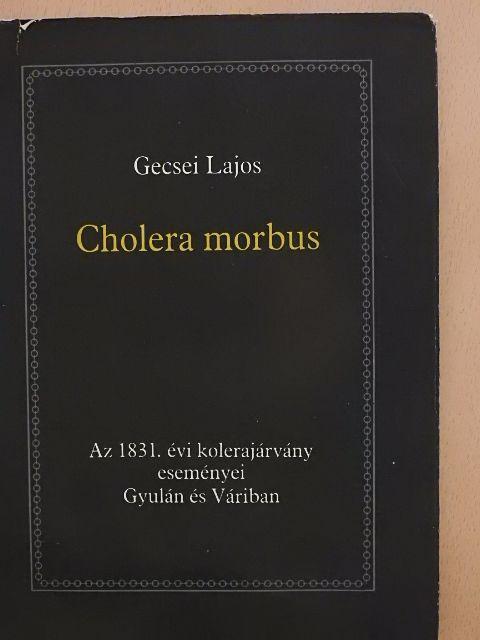 Gecsei Lajos
Cholera morbus
Az 1831. évi kolerajárvány
eseményei
Gyulán és Váriban